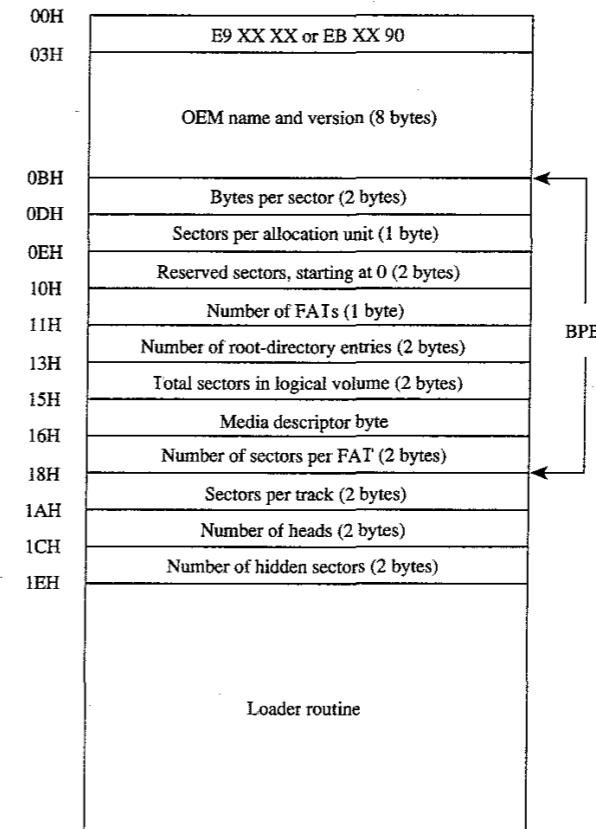 00H
E9 XX XX or EB XX 90
03H
OEM name and version (8 bytes)
0BH
Bytes per sector (2 bytes)
0DH
Sectors per allocation unit (1 byte)
0EH
Reserved sectors, starting at 0 (2 bytes)
10H
Number of FATs (1 byte)
11H
BPB
Number of root-directory entries (2 bytes)
13H
Total sectors in logical volume (2 bytes)
15H
Media descriptor byte
16H
Number of sectors per FAT (2 bytes)
18H
Sectors per track (2 bytes)
1AH
Number of heads (2 bytes)
1CH
Number of hidden sectors (2 bytes)
1EH
Loader routine